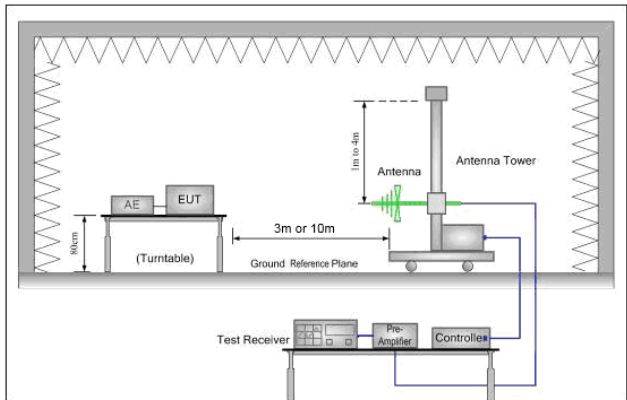 1m to 4m
Antenna
Antenna Tower
AE
EUT
3m or 10m
80cm
(Turntable)
Ground Reference Plane
Test Receiver
Pre-
Amplifier
Controlle